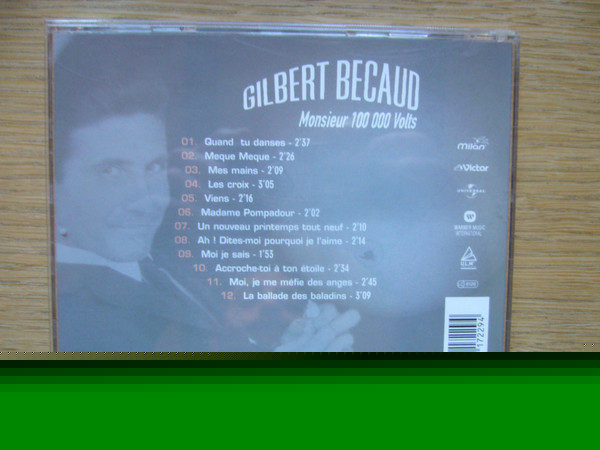 GILBERT BECAUD
Monsieur 100 000 Volts
01. Quand tu danses - 2'37
02. Meque Meque - 2'26
03. Mes mains - 2'09
04. Les croix - 3'05
05. Viens - 2'16
06. Madame Pompadour - 2'02
07. Un nouveau printemps tout neuf - 2'10
08. Ah ! Dites-moi pourquoi je l'aime - 2'14
09. Moi je sais - 1'53
10. Accroche-toi à ton étoile - 2'34
11. Moi, je me méfie des anges - 2'45
12. La ballade des baladins - 3'09
milan
Victor
UNIVERSAL
WARNER MUSIC
INTERNATIONAL
172294